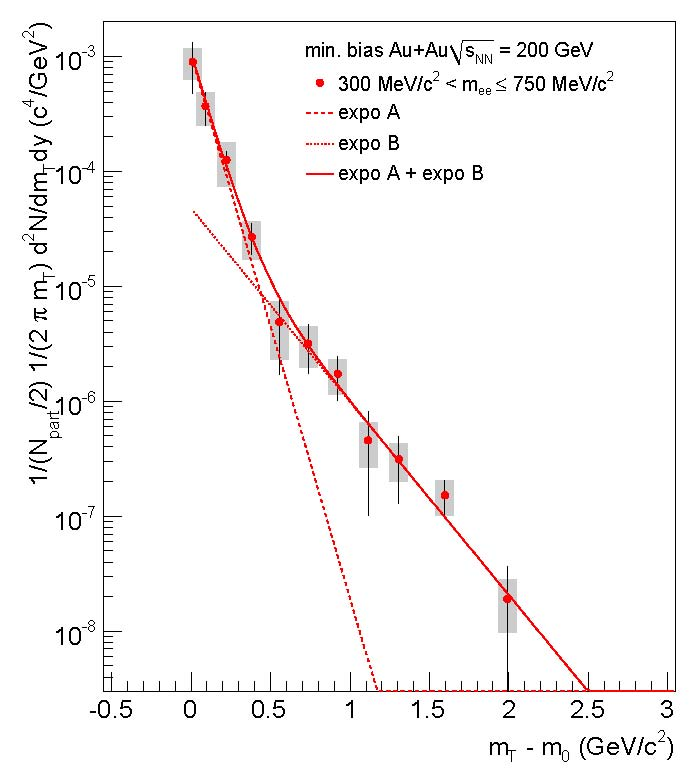 min. bias Au+Au√s_NN = 200 GeV
300 MeV/c² < m_ee ≤ 750 MeV/c²
expo A
expo B
expo A + expo B
1/(N_part/2) 1/(2 π m_T) d²N/dm_Tdy (c⁴/GeV²)
10⁻³
10⁻⁴
10⁻⁵
10⁻⁶
10⁻⁷
10⁻⁸
-0.5 0 0.5 1 1.5 2 2.5 3
m_T - m_0 (GeV/c²)